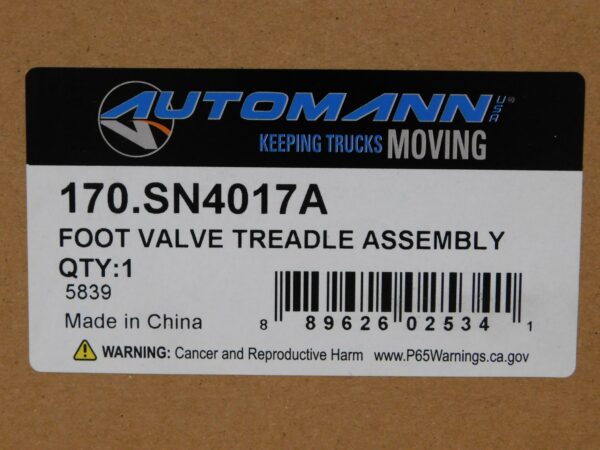 AUTOMANN USA®
KEEPING TRUCKS MOVING
170.SN4017A
FOOT VALVE TREADLE ASSEMBLY
QTY:1
5839
Made in China
8 89626 02534 1
WARNING: Cancer and Reproductive Harm www.P65Warnings.ca.gov